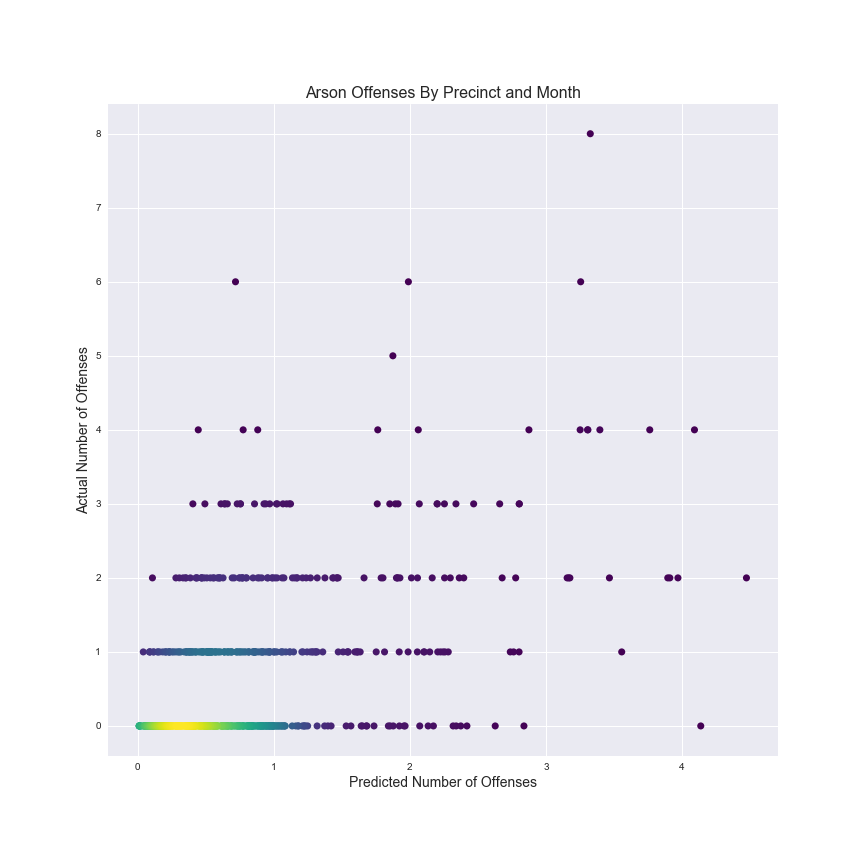 Arson Offenses By Precinct and Month
8
7
6
5
4
3
2
1
0
Actual Number of Offenses
0 1 2 3 4
Predicted Number of Offenses